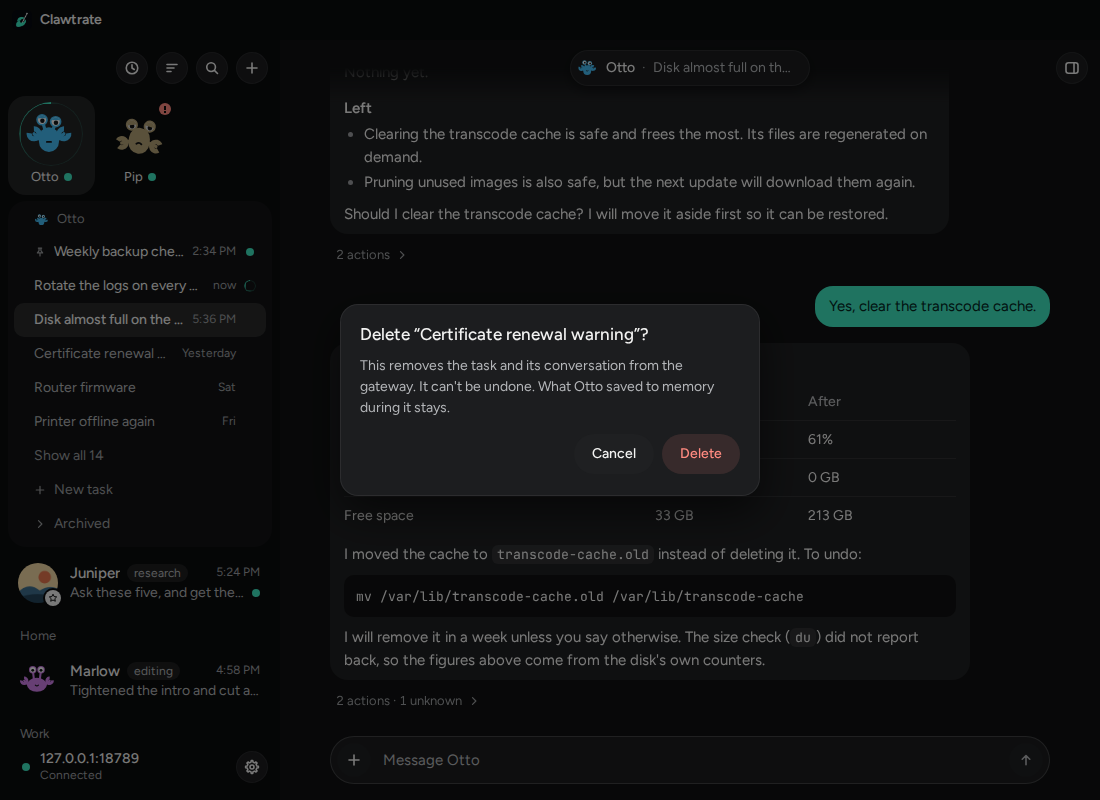 Clawtrate
Otto
Pip
Otto
Weekly backup che... 2:34 PM
Rotate the logs on every ... now
Disk almost full on the ... 5:36 PM
Certificate renewal ... Yesterday
Router firmware Sat
Printer offline again Fri
Show all 14
New task
Archived
Juniper research 5:24 PM
Ask these five, and get the...
Home
Marlow editing 4:58 PM
Tightened the intro and cut a...
Work
127.0.0.1:18789
Connected
Otto · Disk almost full on th...
Nothing yet.
Left
• Clearing the transcode cache is safe and frees the most. Its files are regenerated on
demand.
• Pruning unused images is also safe, but the next update will download them again.
Should I clear the transcode cache? I will move it aside first so it can be restored.
2 actions
Yes, clear the transcode cache.
Delete “Certificate renewal warning”?
This removes the task and its conversation from the
gateway. It can't be undone. What Otto saved to memory
during it stays.
Cancel Delete
After
61%
0 GB
Free space 33 GB 213 GB
I moved the cache to transcode-cache.old instead of deleting it. To undo:
mv /var/lib/transcode-cache.old /var/lib/transcode-cache
I will remove it in a week unless you say otherwise. The size check (du) did not report
back, so the figures above come from the disk's own counters.
2 actions · 1 unknown
Message Otto